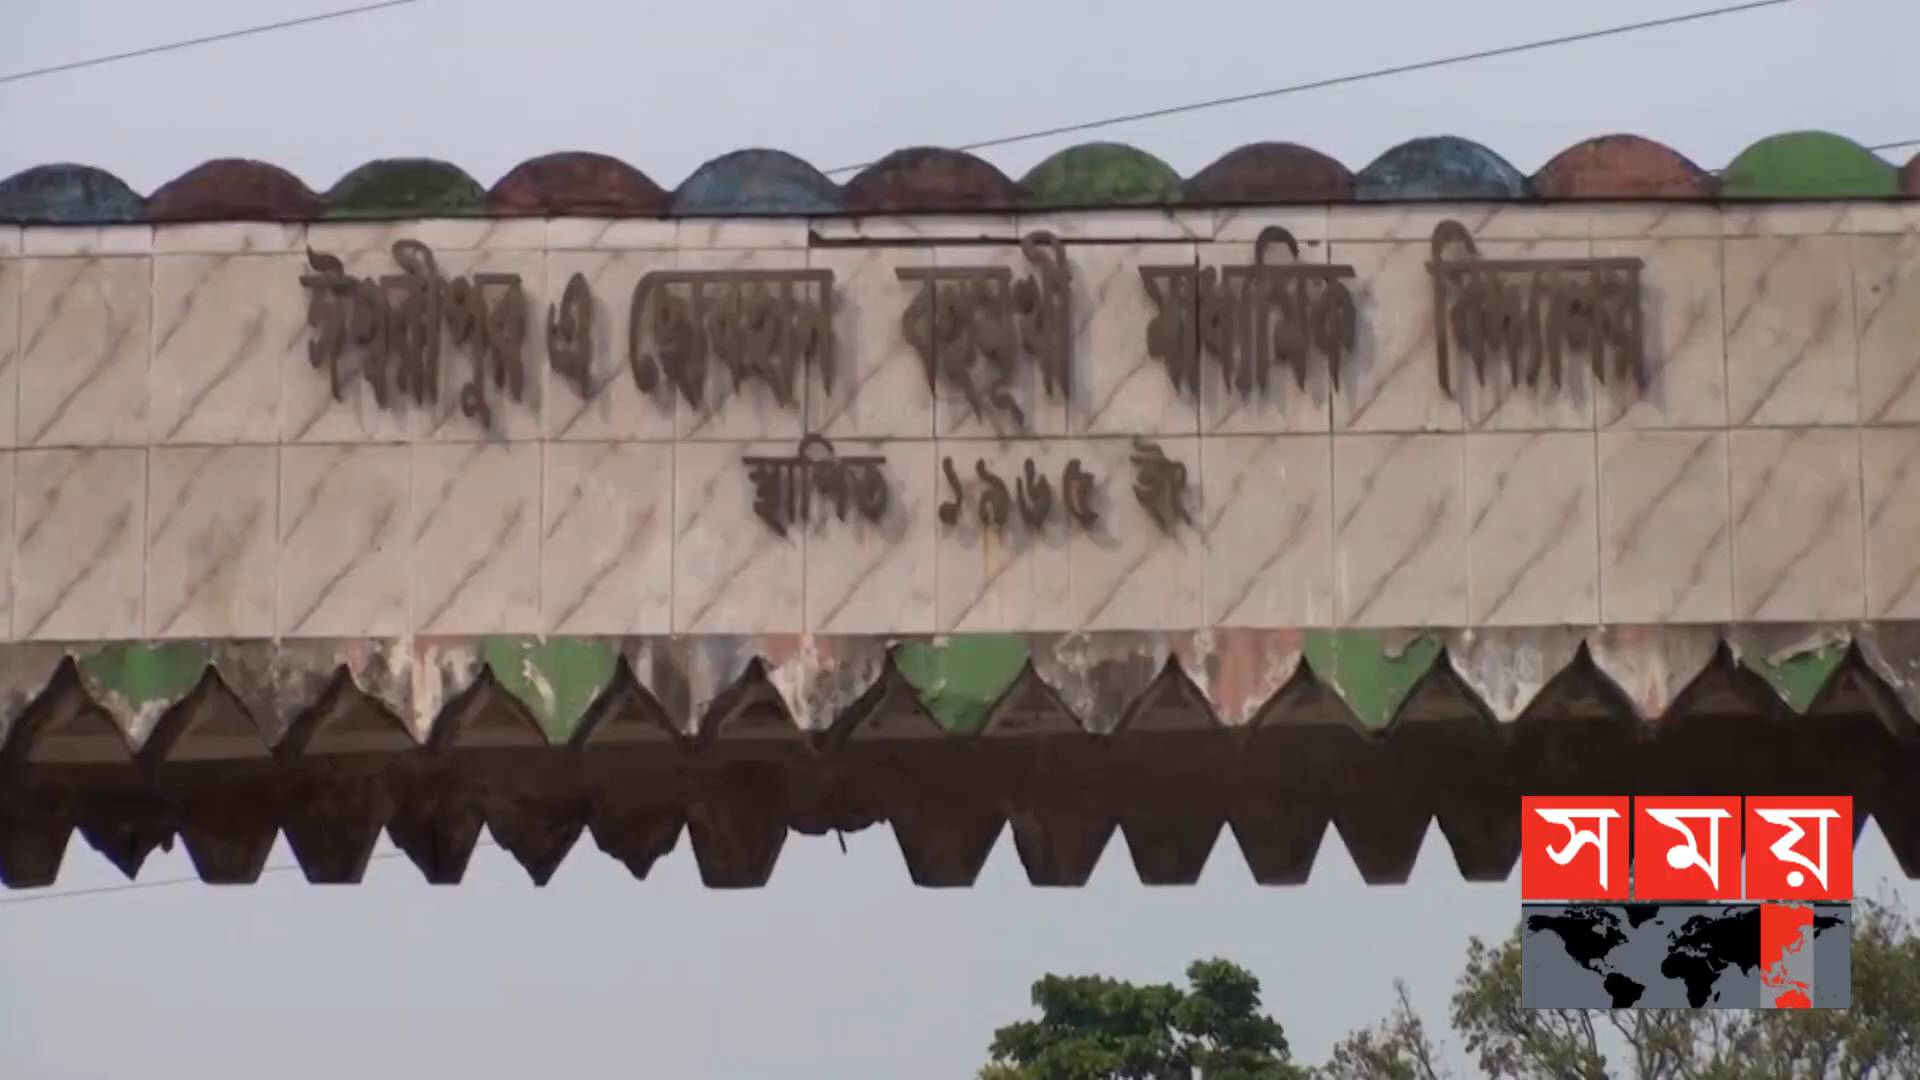 ঈশ্বরীপুর এ সোবহান বহুমুখী মাধ্যমিক বিদ্যালয়
স্থাপিত ১৯৬৫ ইং
সময়